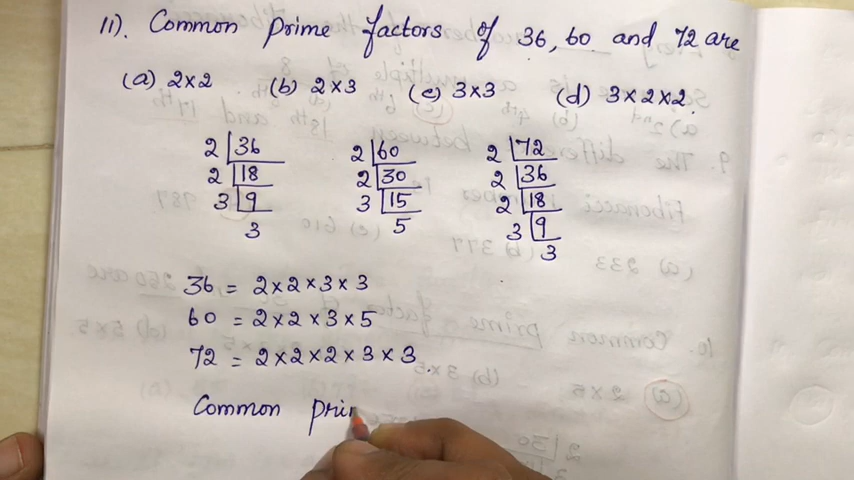 11). Common prime factors of 36, 60 and 72 are
(a) 2×2 (b) 2×3 (c) 3×3 (d) 3×2×2.
2 36
2 18
3 9
3
2 60
2 30
3 15
5
2 72
2 36
2 18
3 9
3
36 = 2×2×3×3
60 = 2×2×3×5
72 = 2×2×2×3×3.
Common prim